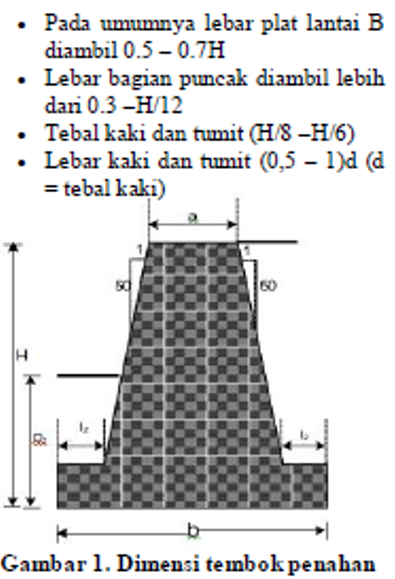 • Pada umumnya lebar plat lantai B
diambil 0.5 – 0.7H
• Lebar bagian puncak diambil lebih
dari 0.3 –H/12
• Tebal kaki dan tumit (H/8 –H/6)
• Lebar kaki dan tumit (0,5 – 1)d (d
= tebal kaki)
a
1 1
50 50
H
l₂ l₂
b
Gambar 1. Dimensi tembok penahan